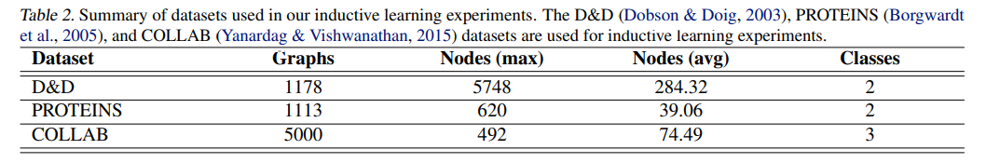 Table 2. Summary of datasets used in our inductive learning experiments. The D&D (Dobson & Doig, 2003), PROTEINS (Borgwardt
et al., 2005), and COLLAB (Yanardag & Vishwanathan, 2015) datasets are used for inductive learning experiments.
Dataset Graphs Nodes (max) Nodes (avg) Classes
D&D 1178 5748 284.32 2
PROTEINS 1113 620 39.06 2
COLLAB 5000 492 74.49 3